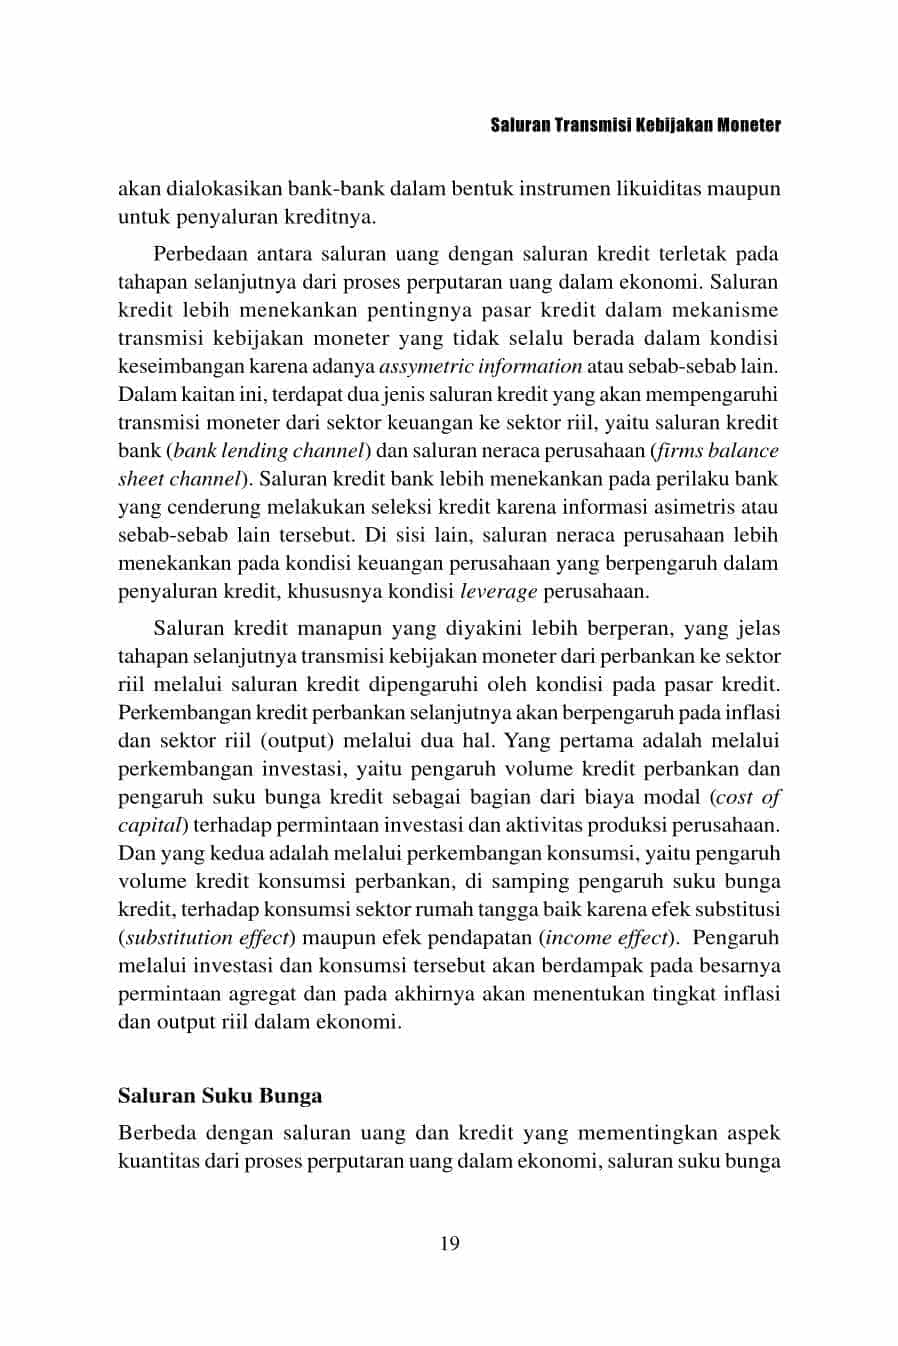 Saluran Transmisi Kebijakan Moneter
akan dialokasikan bank-bank dalam bentuk instrumen likuiditas maupun
untuk penyaluran kreditnya.
Perbedaan antara saluran uang dengan saluran kredit terletak pada
tahapan selanjutnya dari proses perputaran uang dalam ekonomi. Saluran
kredit lebih menekankan pentingnya pasar kredit dalam mekanisme
transmisi kebijakan moneter yang tidak selalu berada dalam kondisi
keseimbangan karena adanya assymetric information atau sebab-sebab lain.
Dalam kaitan ini, terdapat dua jenis saluran kredit yang akan mempengaruhi
transmisi moneter dari sektor keuangan ke sektor riil, yaitu saluran kredit
bank (bank lending channel) dan saluran neraca perusahaan (firms balance
sheet channel). Saluran kredit bank lebih menekankan pada perilaku bank
yang cenderung melakukan seleksi kredit karena informasi asimetris atau
sebab-sebab lain tersebut. Di sisi lain, saluran neraca perusahaan lebih
menekankan pada kondisi keuangan perusahaan yang berpengaruh dalam
penyaluran kredit, khususnya kondisi leverage perusahaan.
Saluran kredit manapun yang diyakini lebih berperan, yang jelas
tahapan selanjutnya transmisi kebijakan moneter dari perbankan ke sektor
riil melalui saluran kredit dipengaruhi oleh kondisi pada pasar kredit.
Perkembangan kredit perbankan selanjutnya akan berpengaruh pada inflasi
dan sektor riil (output) melalui dua hal. Yang pertama adalah melalui
perkembangan investasi, yaitu pengaruh volume kredit perbankan dan
pengaruh suku bunga kredit sebagai bagian dari biaya modal (cost of
capital) terhadap permintaan investasi dan aktivitas produksi perusahaan.
Dan yang kedua adalah melalui perkembangan konsumsi, yaitu pengaruh
volume kredit konsumsi perbankan, di samping pengaruh suku bunga
kredit, terhadap konsumsi sektor rumah tangga baik karena efek substitusi
(substitution effect) maupun efek pendapatan (income effect). Pengaruh
melalui investasi dan konsumsi tersebut akan berdampak pada besarnya
permintaan agregat dan pada akhirnya akan menentukan tingkat inflasi
dan output riil dalam ekonomi.
Saluran Suku Bunga
Berbeda dengan saluran uang dan kredit yang mementingkan aspek
kuantitas dari proses perputaran uang dalam ekonomi, saluran suku bunga
19